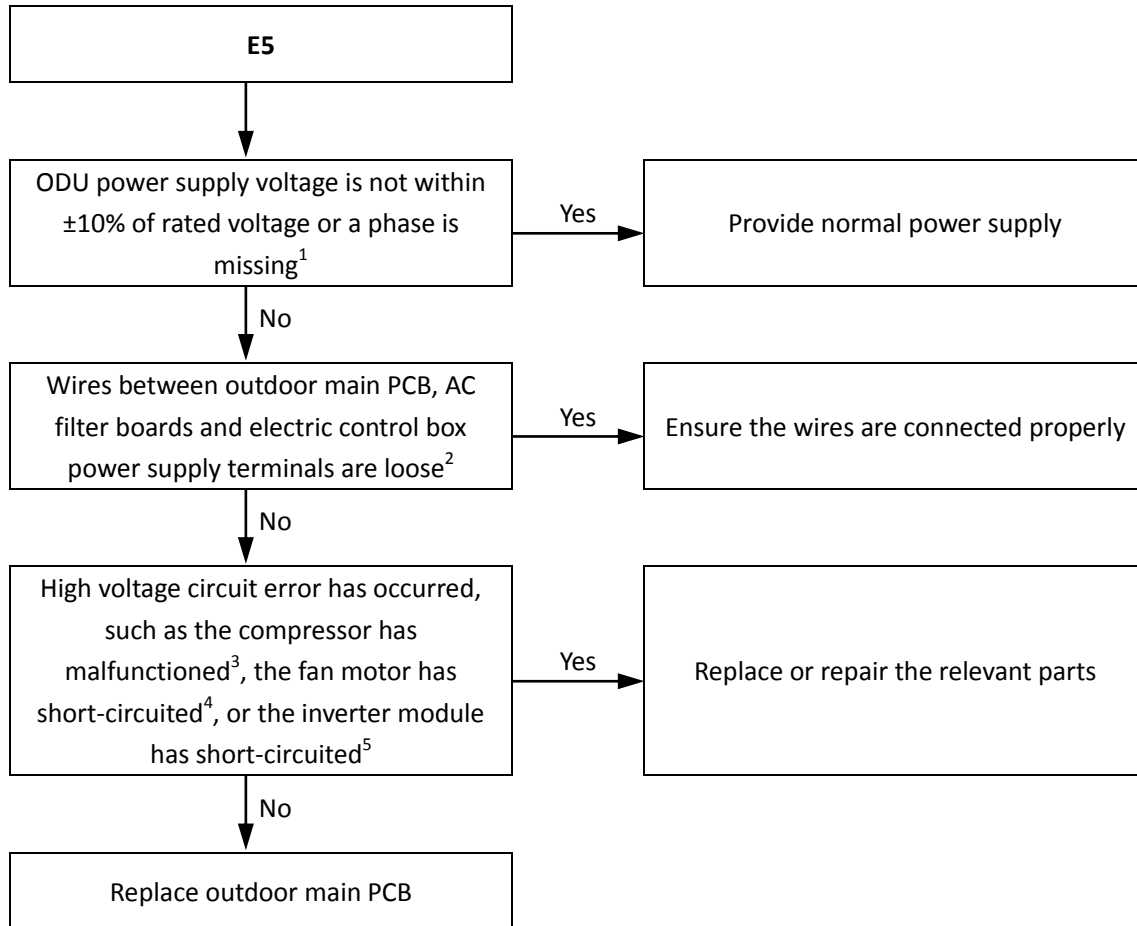 E5
ODU power supply voltage is not within
±10% of rated voltage or a phase is
missing¹
Yes
Provide normal power supply
No
Wires between outdoor main PCB, AC
filter boards and electric control box
power supply terminals are loose²
Yes
Ensure the wires are connected properly
No
High voltage circuit error has occurred,
such as the compressor has
malfunctioned³, the fan motor has
short-circuited⁴, or the inverter module
has short-circuited⁵
Yes
Replace or repair the relevant parts
No
Replace outdoor main PCB